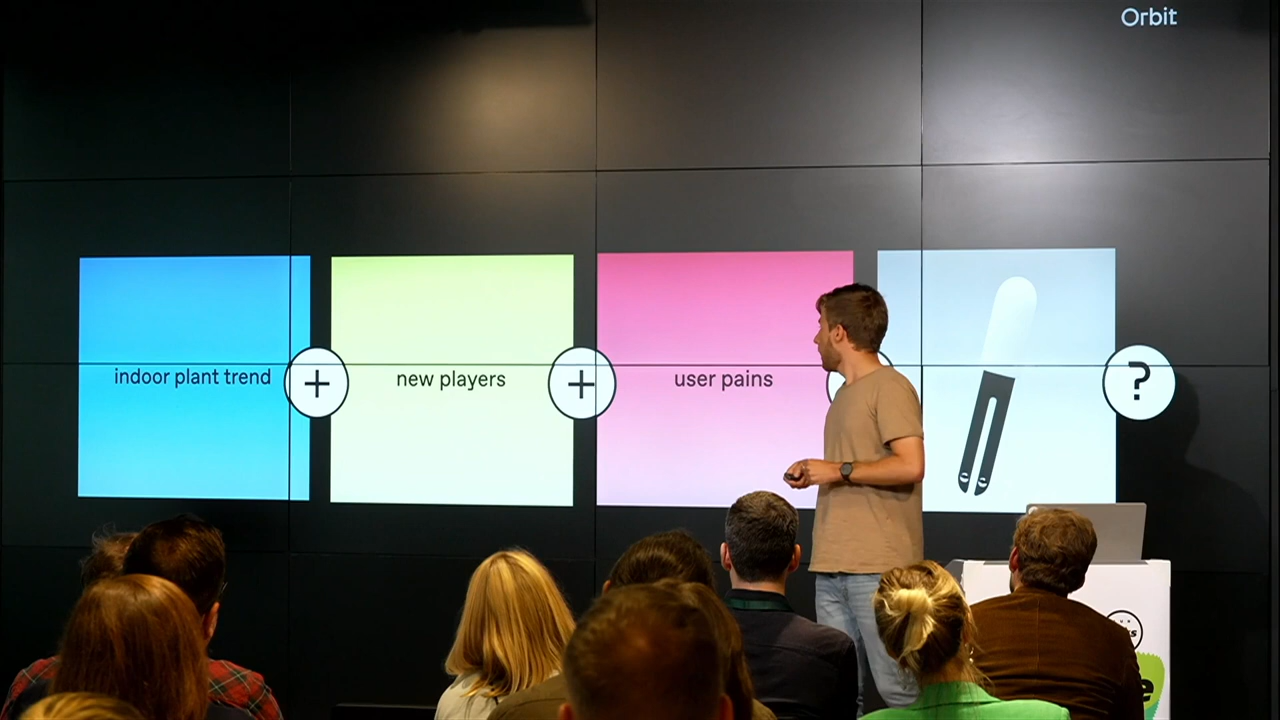 Orbit
indoor plant trend
+
new players
+
user pains
?